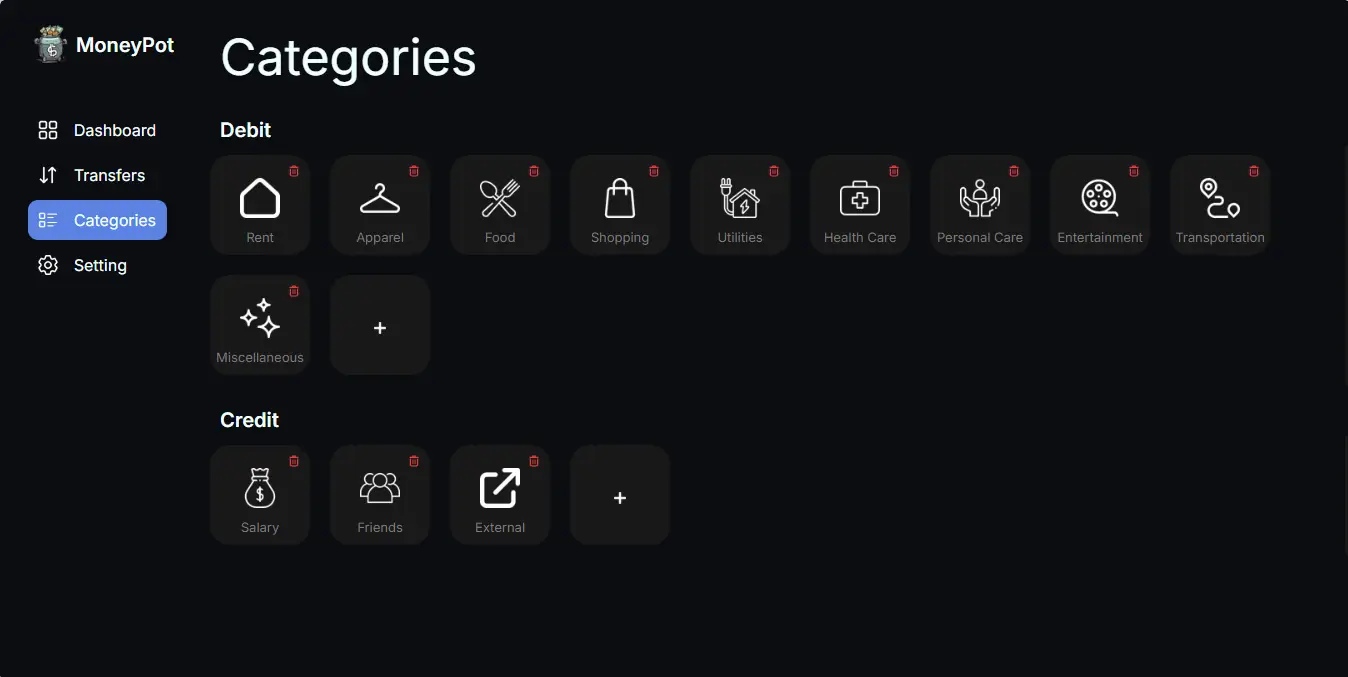 MoneyPot
Categories
Dashboard
Transfers
Categories
Setting
Debit
Rent
Apparel
Food
Shopping
Utilities
Health Care
Personal Care
Entertainment
Transportation
Miscellaneous
+
Credit
Salary
Friends
External
+